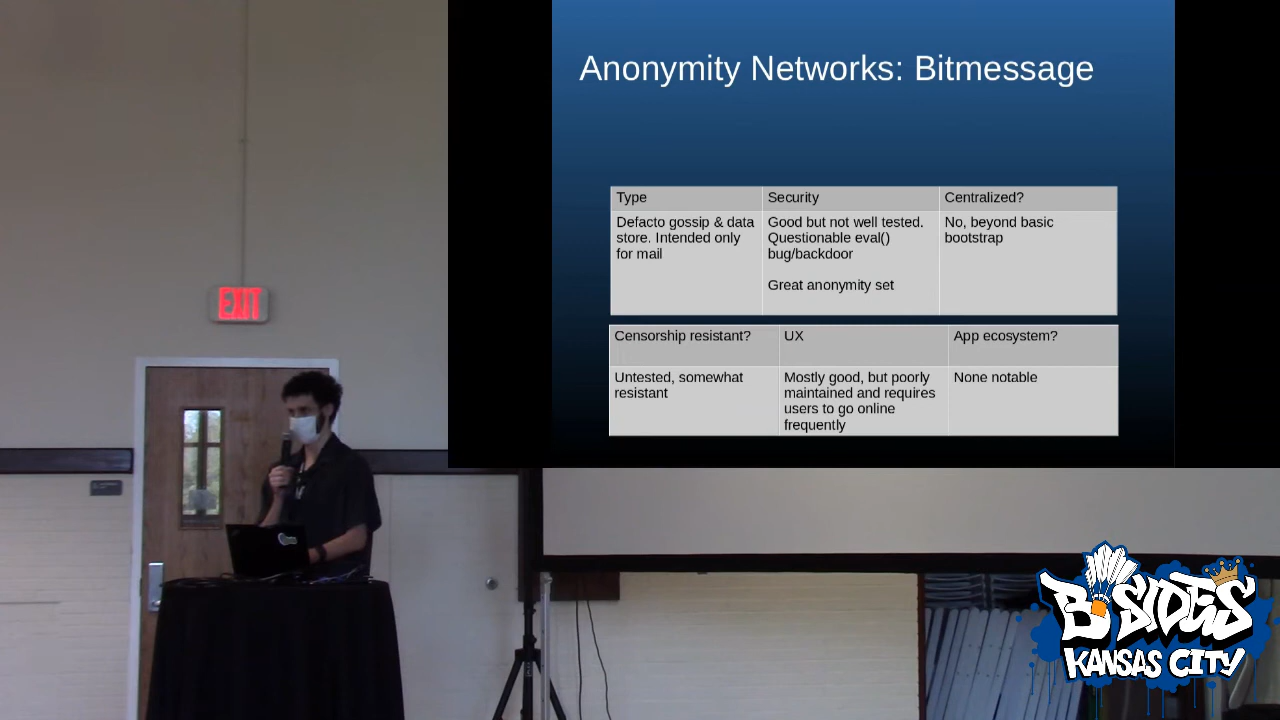 Anonymity Networks: Bitmessage
Type
Security
Centralized?
Defacto gossip & data
store. Intended only
for mail
Good but not well tested.
Questionable eval()
bug/backdoor
Great anonymity set
No, beyond basic
bootstrap
Censorship resistant?
UX
App ecosystem?
Untested, somewhat
resistant
Mostly good, but poorly
maintained and requires
users to go online
frequently
None notable
EXIT
BSIDES
KANSAS CITY